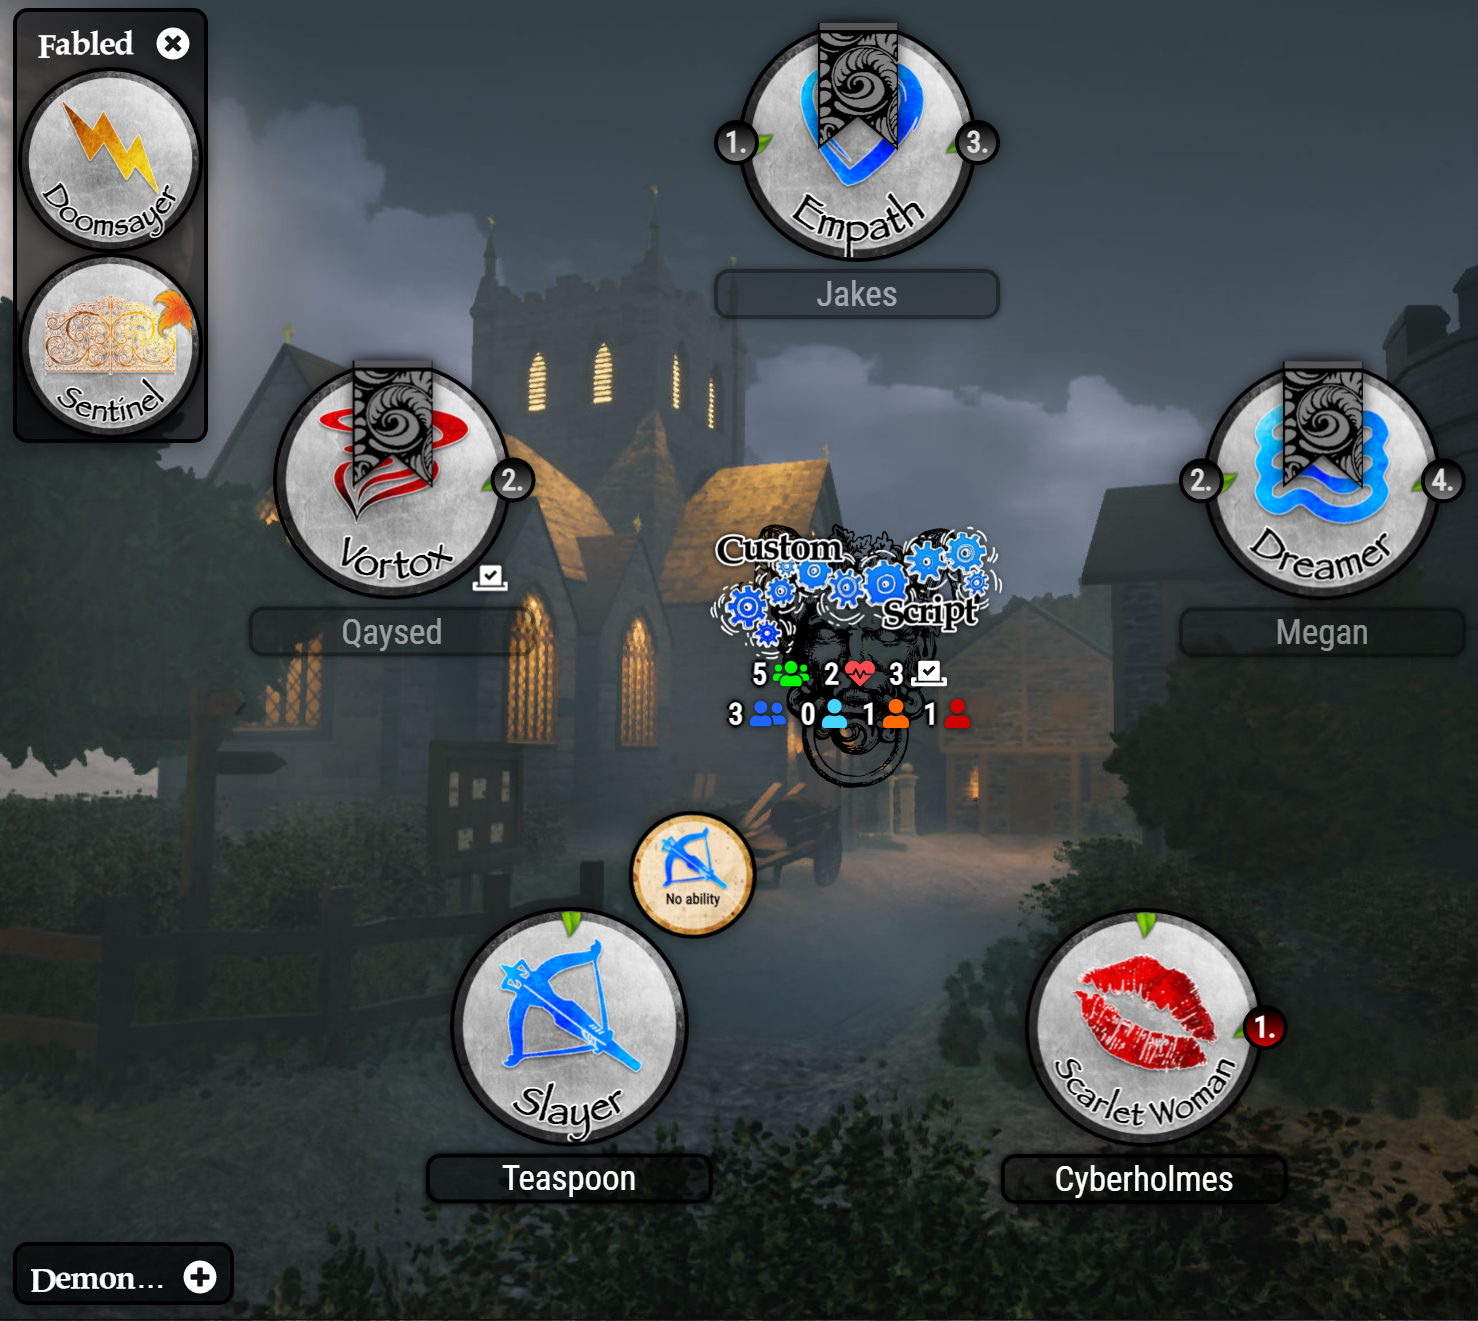 Fabled
Doomsayer
Sentinel
1.
3.
Empath
Jakes
2.
Vortox
Qaysed
2.
4.
Dreamer
Megan
Custom
Script
5 2 3
3 0 1 1
No ability
Slayer
Teaspoon
1.
Scarlet Woman
Cyberholmes
Demon...